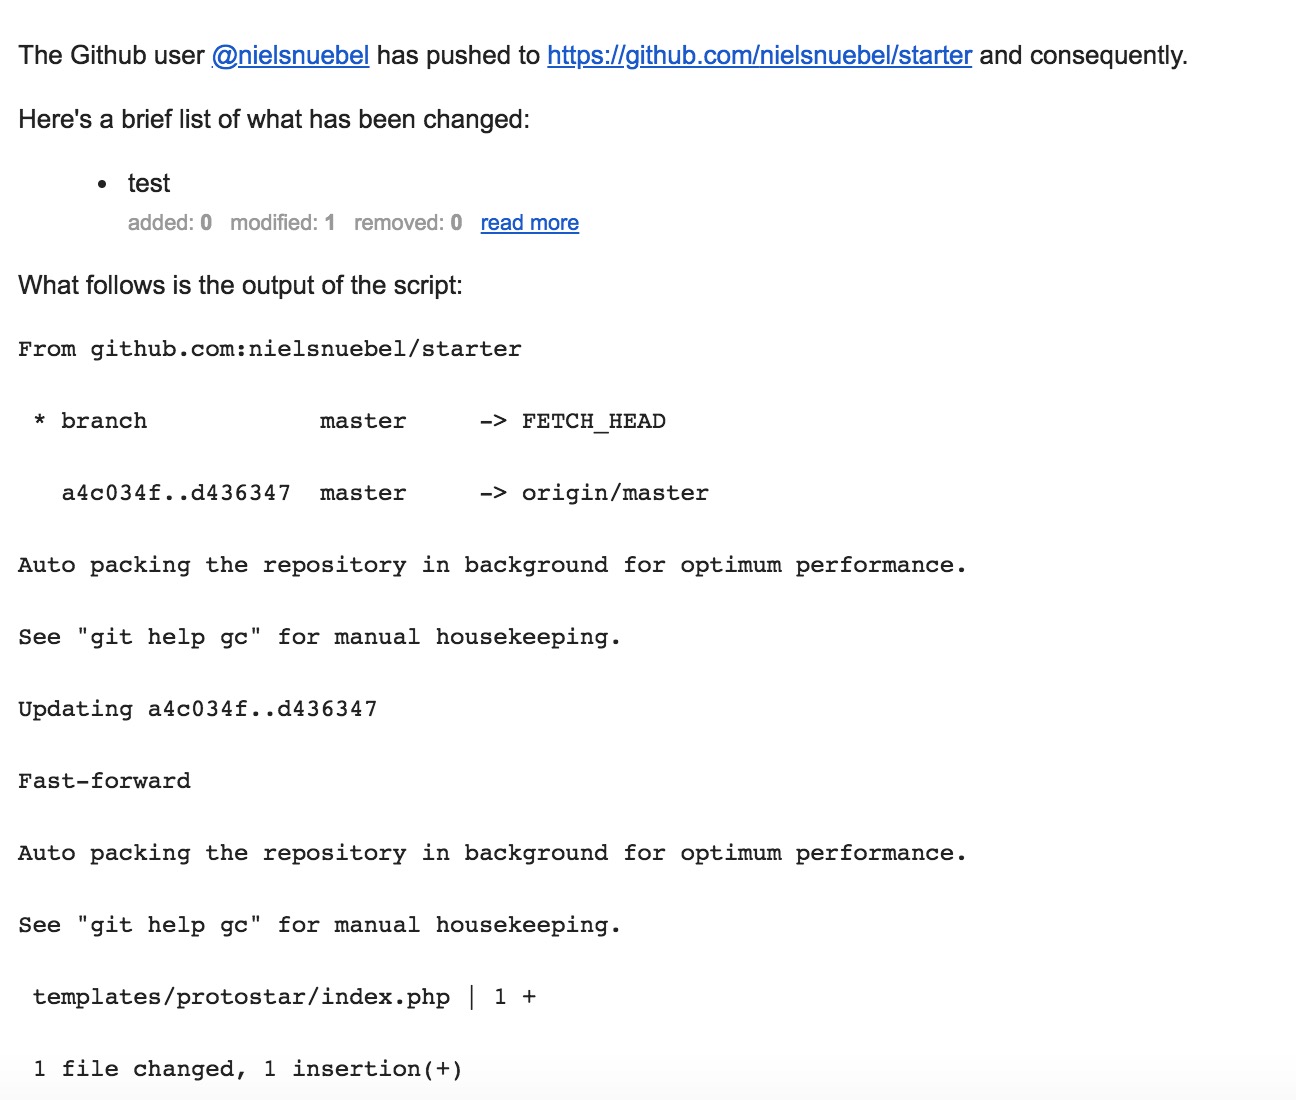 The Github user @nielsnuebel has pushed to https://github.com/nielsnuebel/starter and consequently.
Here's a brief list of what has been changed:
• test
added: 0 modified: 1 removed: 0 read more
What follows is the output of the script:
From github.com:nielsnuebel/starter
* branch master -> FETCH_HEAD
a4c034f..d436347 master -> origin/master
Auto packing the repository in background for optimum performance.
See "git help gc" for manual housekeeping.
Updating a4c034f..d436347
Fast-forward
Auto packing the repository in background for optimum performance.
See "git help gc" for manual housekeeping.
templates/protostar/index.php | 1 +
1 file changed, 1 insertion(+)